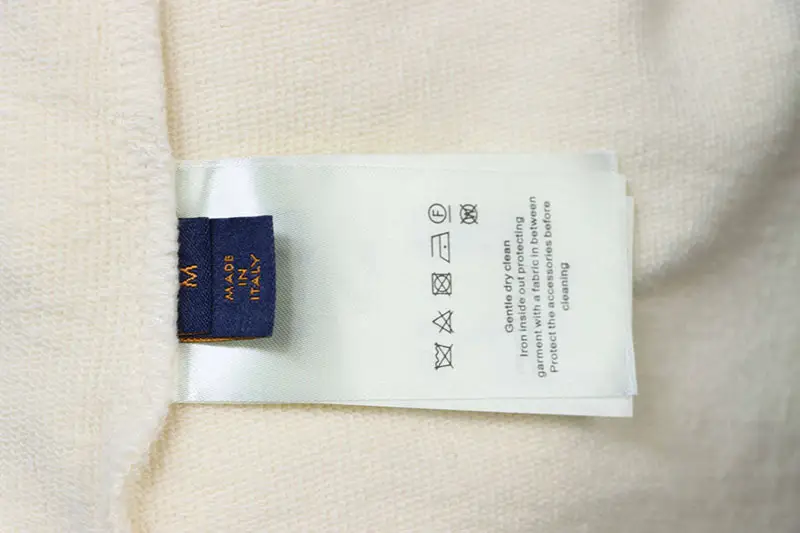 M
MADE
IN
ITALY
F
W
Gentle dry clean
Iron inside out protecting
garment with a fabric in between
Protect the accessories before
cleaning